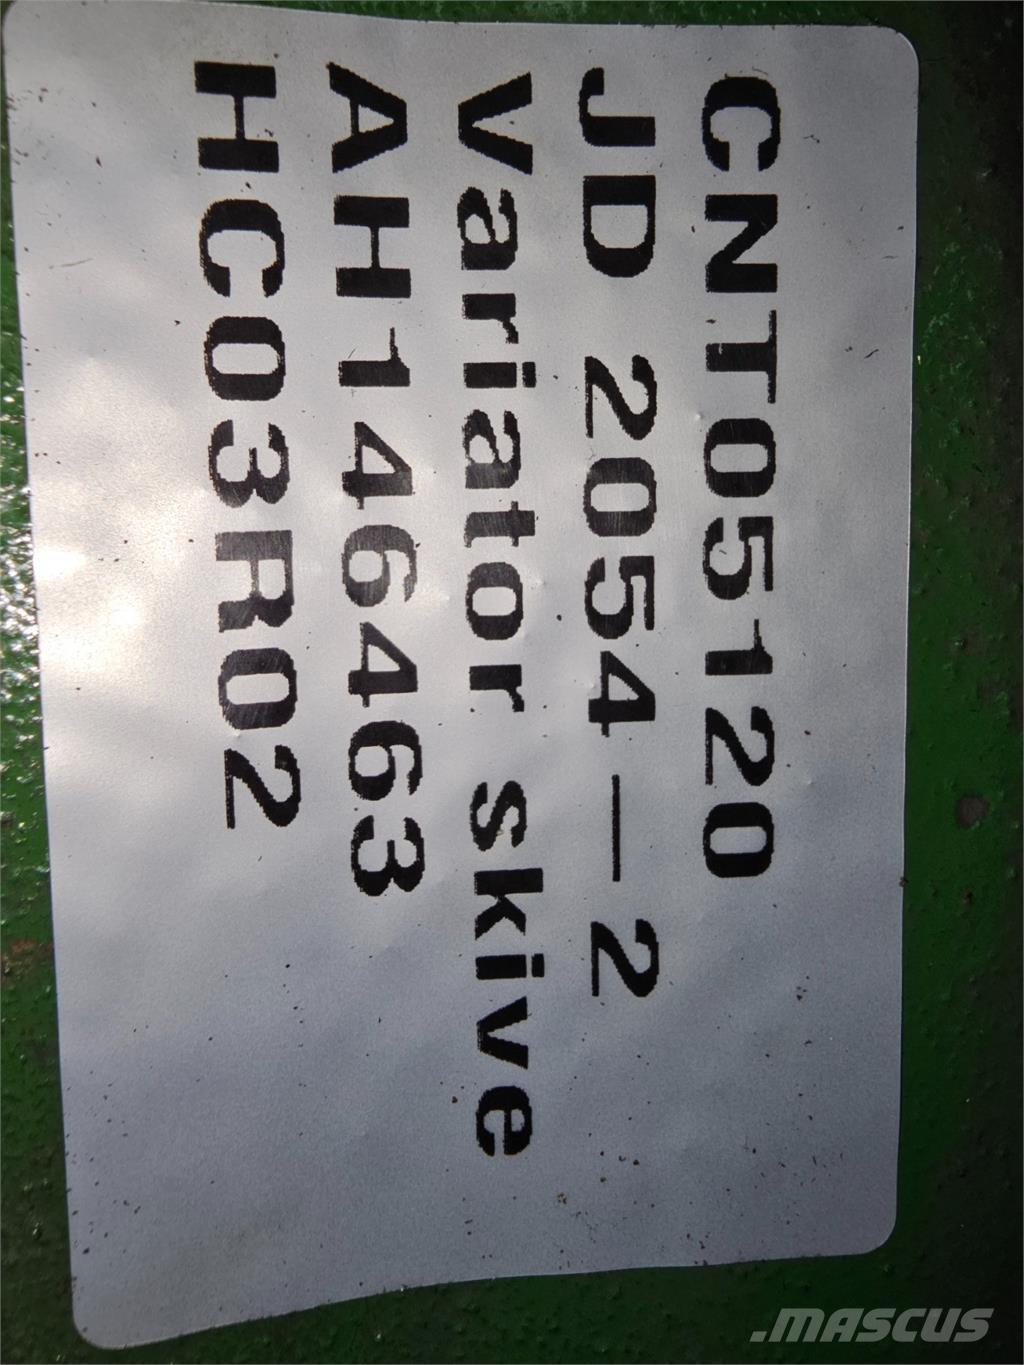 CNT05120
JD 2054-2
Variator skive
AH146463
HC03R02
.MASCUS